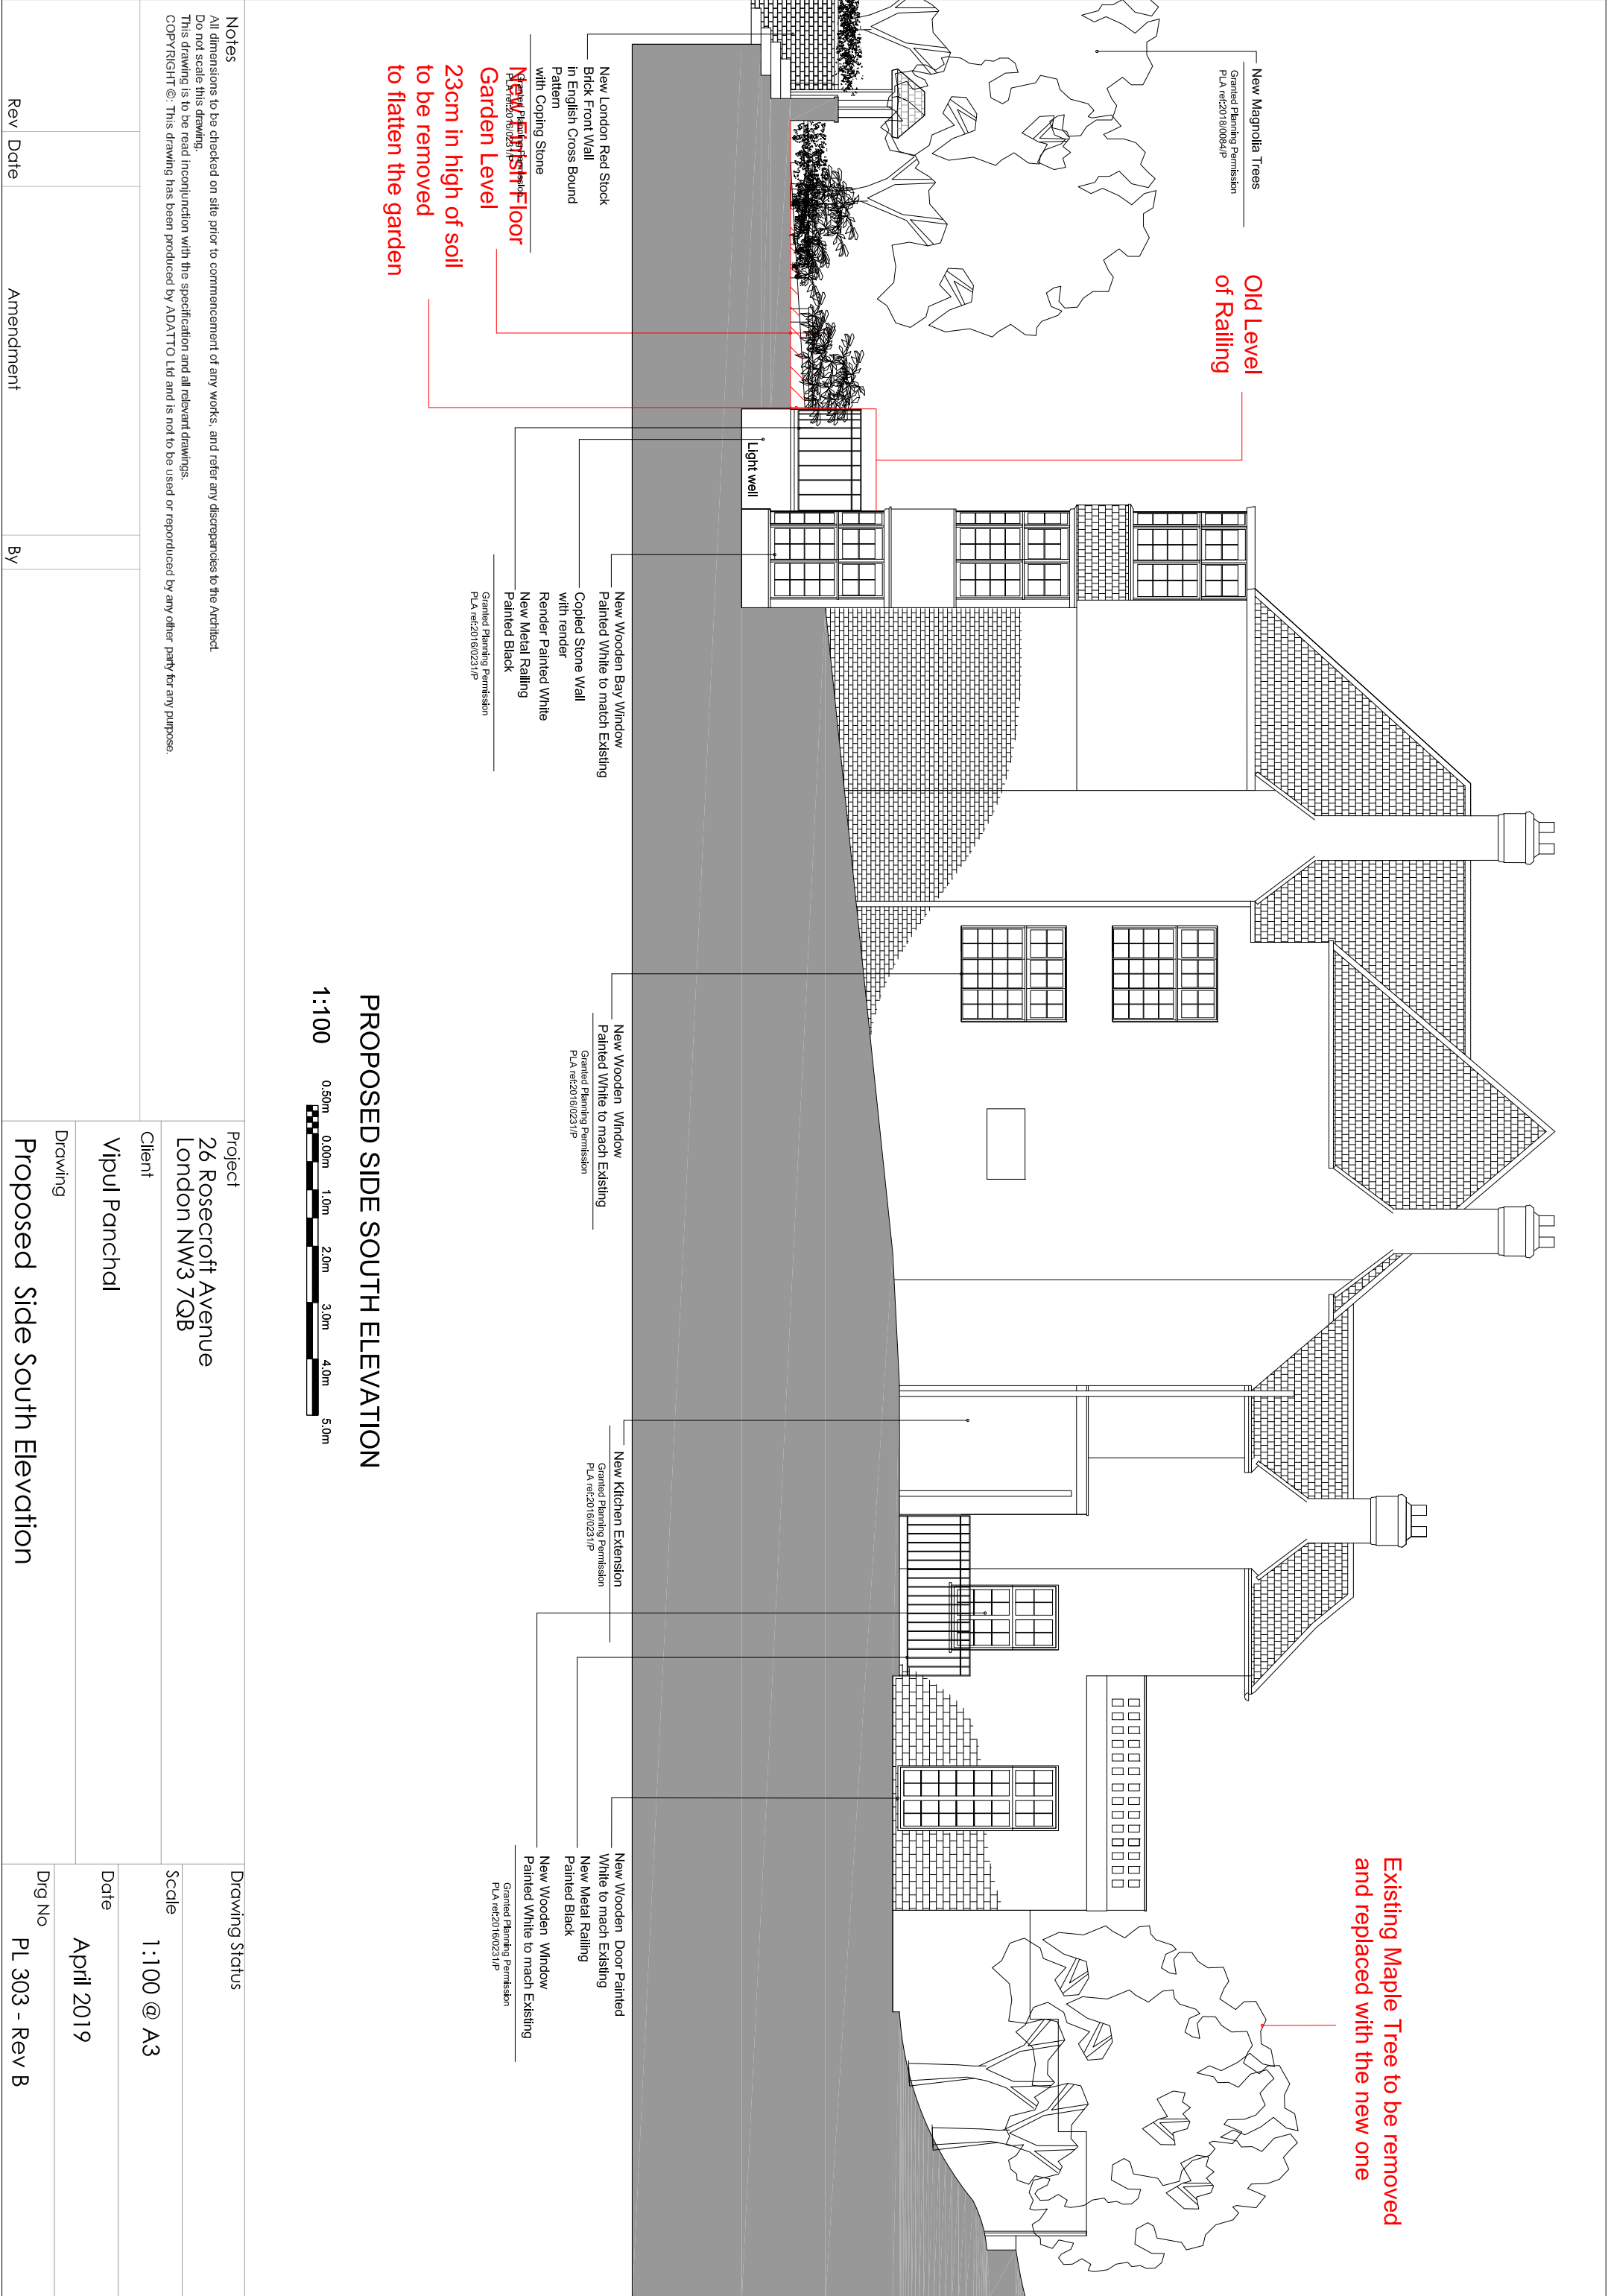 New Magnolia Trees
Granted Planning Permission
PLA ref:2018/0084/P
Old Level
of Railing
Existing Maple Tree to be removed
and replaced with the new one
New London Red Stock
Brick Front Wall
in English Cross Bound
Pattern
with Coping Stone
Granted Planning Permission
PLA ref:2016/0231/P
New Finish Floor
Garden Level
23cm in high of soil
to be removed
to flatten the garden
Light well
New Wooden Bay Window
Painted White to match Existing
Copied Stone Wall
with render
Render Painted White
New Metal Railing
Painted Black
Granted Planning Permission
PLA ref:2016/0231/P
New Wooden Window
Painted White to mach Existing
Granted Planning Permission
PLA ref:2016/0231/P
New Kitchen Extension
Granted Planning Permission
PLA ref:2016/0231/P
New Wooden Door Painted
White to mach Existing
New Metal Railing
Painted Black
New Wooden Window
Painted White to mach Existing
Granted Planning Permission
PLA ref:2016/0231/P
PROPOSED SIDE SOUTH ELEVATION
1:100
0.50m 0.00m 1.0m 2.0m 3.0m 4.0m 5.0m
Notes
All dimensions to be checked on site prior to commencement of any works, and refer any discrepancies to the Architect.
Do not scale this drawing.
This drawing is to be read inconjunction with the specification and all relevant drawings.
COPYRIGHT ©: This drawing has been produced by ADATTO Ltd and is not to be used or reporduced by any other party for any purpose.
Rev Date Amendment By
Project
26 Rosecroft Avenue
London NW3 7QB
Client
Vipul Panchal
Drawing
Proposed Side South Elevation
Drawing Status
Scale
1:100 @ A3
Date
April 2019
Drg No
PL 303 - Rev B